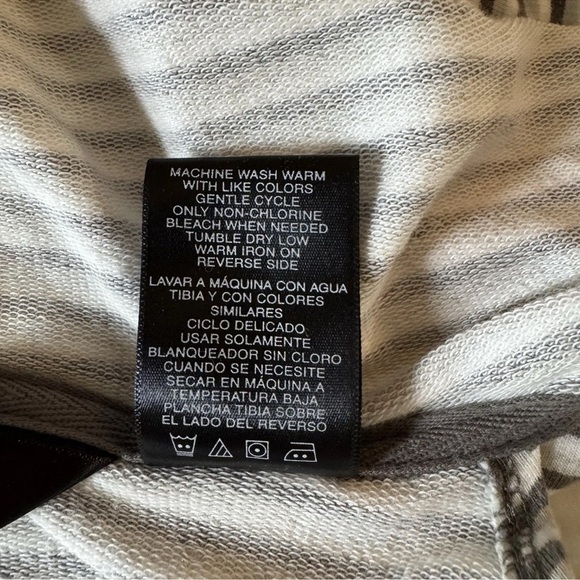 MACHINE WASH WARM
WITH LIKE COLORS
GENTLE CYCLE
ONLY NON-CHLORINE
BLEACH WHEN NEEDED
TUMBLE DRY LOW
WARM IRON ON
REVERSE SIDE
LAVAR A MÁQUINA CON AGUA
TIBIA Y CON COLORES
SIMILARES
CICLO DELICADO
USAR SOLAMENTE
BLANQUEADOR SIN CLORO
CUANDO SE NECESITE
SECAR EN MÁQUINA A
TEMPERATURA BAJA
PLANCHA TIBIA SOBRE
EL LADO DEL REVERSO